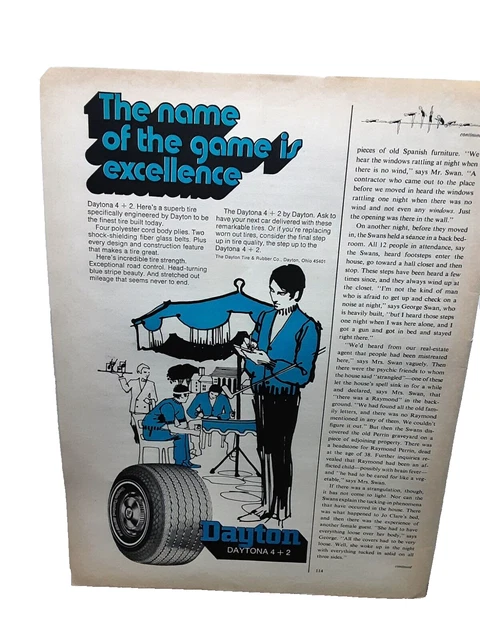 The name
of the game is
excellence
Daytona 4 + 2. Here's a superb tire
specifically engineered by Dayton to be
the finest tire built today.
Four polyester cord body plies. Two
shock-shielding fiber glass belts. Plus
every design and construction feature
that makes a tire great.
Here's incredible tire strength.
Exceptional road control. Head-turning
blue stripe beauty. And stretched out
mileage that seems never to end.
The Daytona 4 + 2 by Dayton. Ask to
have your next car delivered with these
remarkable tires. Or if you're replacing
worn out tires, consider the final step
up in tire quality, the step up to the
Daytona 4 + 2.
The Dayton Tire & Rubber Co., Dayton, Ohio 45401
Dayton
DAYTONA 4 + 2
continued
pieces of old Spanish furniture. "We
hear the windows rattling at night when
there is no wind," says Mr. Swan. "A
contractor who came out to the place
before we moved in heard the windows
rattling one night when there was no
wind and not even any windows. Just
the opening was there in the wall."
On another night, before they moved
in, the Swans held a séance in a back bed-
room. All 12 people in attendance, say
the Swans, heard footsteps enter the
house, go toward a hall closet and then
stop. These steps have been heard a few
times since, and they always wind up at
the closet. "I'm not the kind of man
who is afraid to get up and check on a
noise at night," says George Swan, who
is heavily built, "but I heard those steps
one night when I was here alone, and I
got a gun and got in bed and stayed
right there."
"We'd heard from our real-estate
agent that people had been mistreated
here," says Mr. Swan vaguely. Then
there were the psychic friends to whom
the house said "strangled"—one of these
let the house's spell sink in for a while
and declared, says Mrs. Swan, that
"there was a Raymond" in the back-
ground. "We had found all the old fam-
ily letters, and there was no Raymond
mentioned in any of them. We couldn't
figure it out." But then the Swans dis-
covered the old Perrin graveyard on a
piece of adjoining property. There was
a headstone for Raymond Perrin, dead
at the age of 38. Further inquiries re-
vealed that Raymond had been an af-
flicted child—possibly with brain fever—
and "he had to be cared for like a veg-
etable," says Mrs. Swan.
If there was a strangulation, though,
it has not come to light. Nor can the
Swans explain the tucking-in phenomena
that have occurred in the house. There
was what happened to Jo Chen's bed,
and then there was the experience of
another female guest. "She had to have
everything loose over her body," says
George. "All the covers had to be very
loose. Well, she woke up in the night
with everything tucked in solid on all
three sides."
114
continued